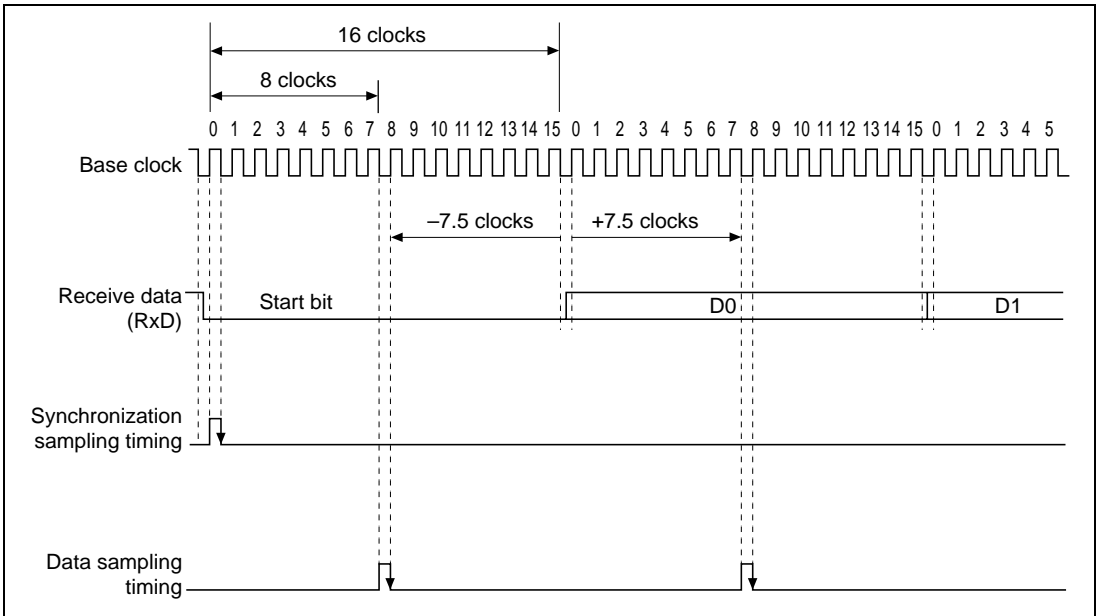 16 clocks
8 clocks
0 1 2 3 4 5 6 7 8 9 10 11 12 13 14 15 0 1 2 3 4 5 6 7 8 9 10 11 12 13 14 15 0 1 2 3 4 5
Base clock
–7.5 clocks +7.5 clocks
Receive data
(RxD)
Start bit D0 D1
Synchronization
sampling timing
Data sampling
timing